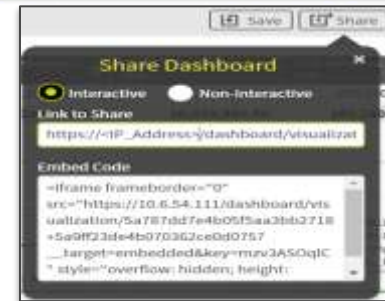 Save Share
Share Dashboard ×
Interactive Non-Interactive
Link to Share
https://<IP_Address>/dashboard/visualizat
Embed Code
<iframe frameborder="0"
src="https://10.6.54.111/dashboard/vis
ualization/5a787dd7e4b05f5aa3bb2718
+5a9ff23de4b070362ce0d0757
__target=embedded&key=mzv3ASOqlC
" style="overflow: hidden; height: